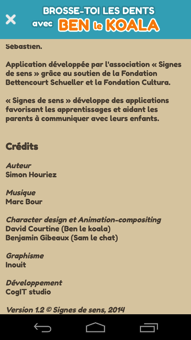 BROSSE-TOI LES DENTS
avec BEN le KOALA
Sébastien.
Application développée par l'association « Signes
de sens » grâce au soutien de la Fondation
Bettencourt Schueller et la Fondation Cultura.
« Signes de sens » développe des applications
favorisant les apprentissages et aidant les
parents à communiquer avec leurs enfants.
Crédits
Auteur
Simon Houriez
Musique
Marc Bour
Character design et Animation-compositing
David Courtine (Ben le koala)
Benjamin Gibeaux (Sam le chat)
Graphisme
Inouit
Développement
CogIT studio
Version 1.2 © Signes de sens, 2014